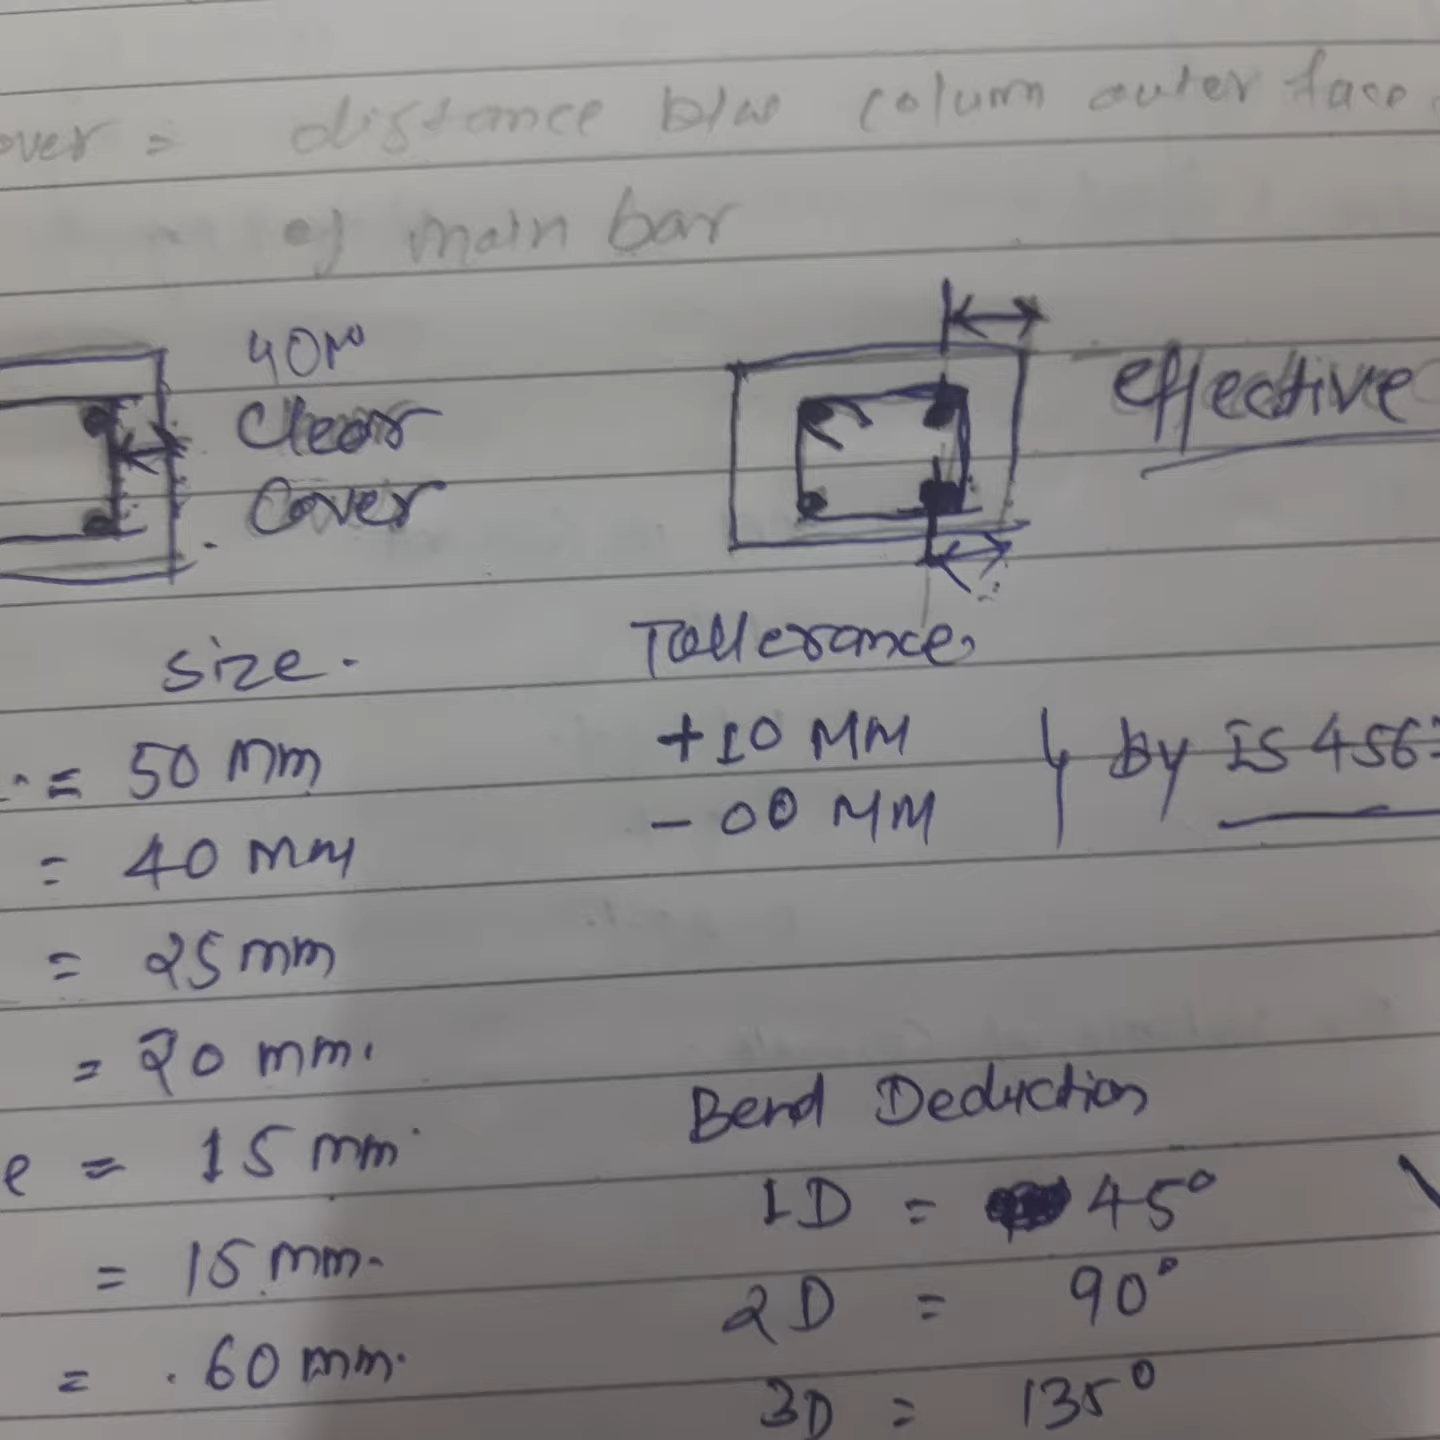 over = distance b/w column outer face
of main bar
40
Clear
Cover
effective
size.
Tollerance
= 50 mm
+10 MM
- 00 MM
by IS 456:
= 40 mm
= 25 mm
= 20 mm.
Bend Deduction
e = 15 mm.
1D = 45°
= 15 mm.
2D = 90°
= . 60 mm.
3D = 135°